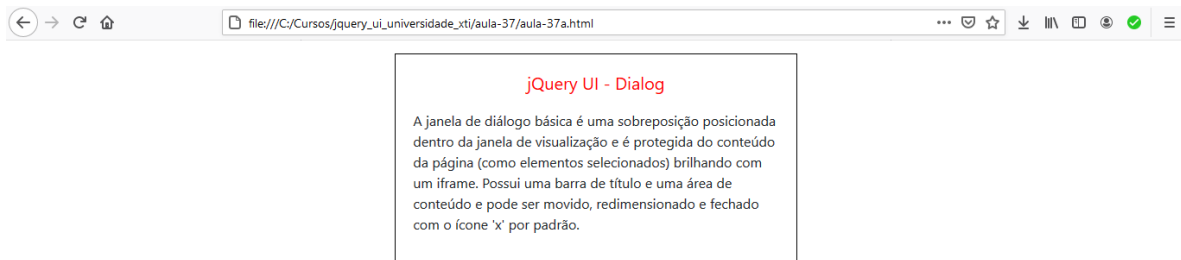 file:///C:/Cursos/jquery_ui_universidade_xti/aula-37/aula-37a.html
jQuery UI - Dialog
A janela de diálogo básica é uma sobreposição posicionada
dentro da janela de visualização e é protegida do conteúdo
da página (como elementos selecionados) brilhando com
um iframe. Possui uma barra de título e uma área de
conteúdo e pode ser movido, redimensionado e fechado
com o ícone 'x' por padrão.